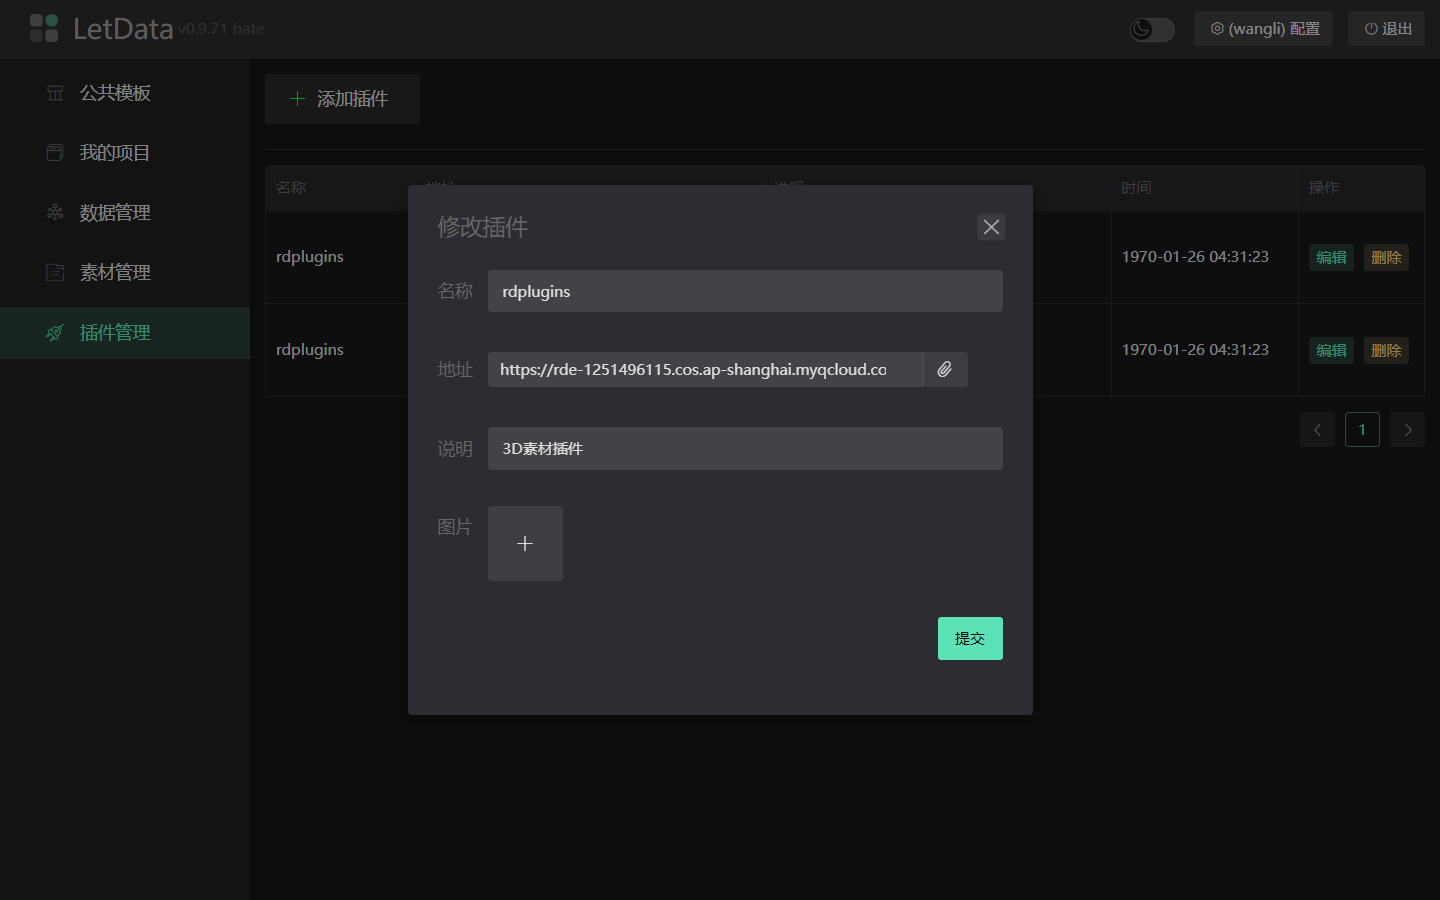 LetData v0.9.71 bate
(wangli) 配置
退出
公共模板
我的项目
数据管理
素材管理
插件管理
添加插件
名称 地址 说明 时间 操作
rdplugins 1970-01-26 04:31:23 编辑 删除
rdplugins 1970-01-26 04:31:23 编辑 删除
1
修改插件
名称 rdplugins
地址 https://rde-1251496115.cos.ap-shanghai.myqcloud.co
说明 3D素材插件
图片
提交